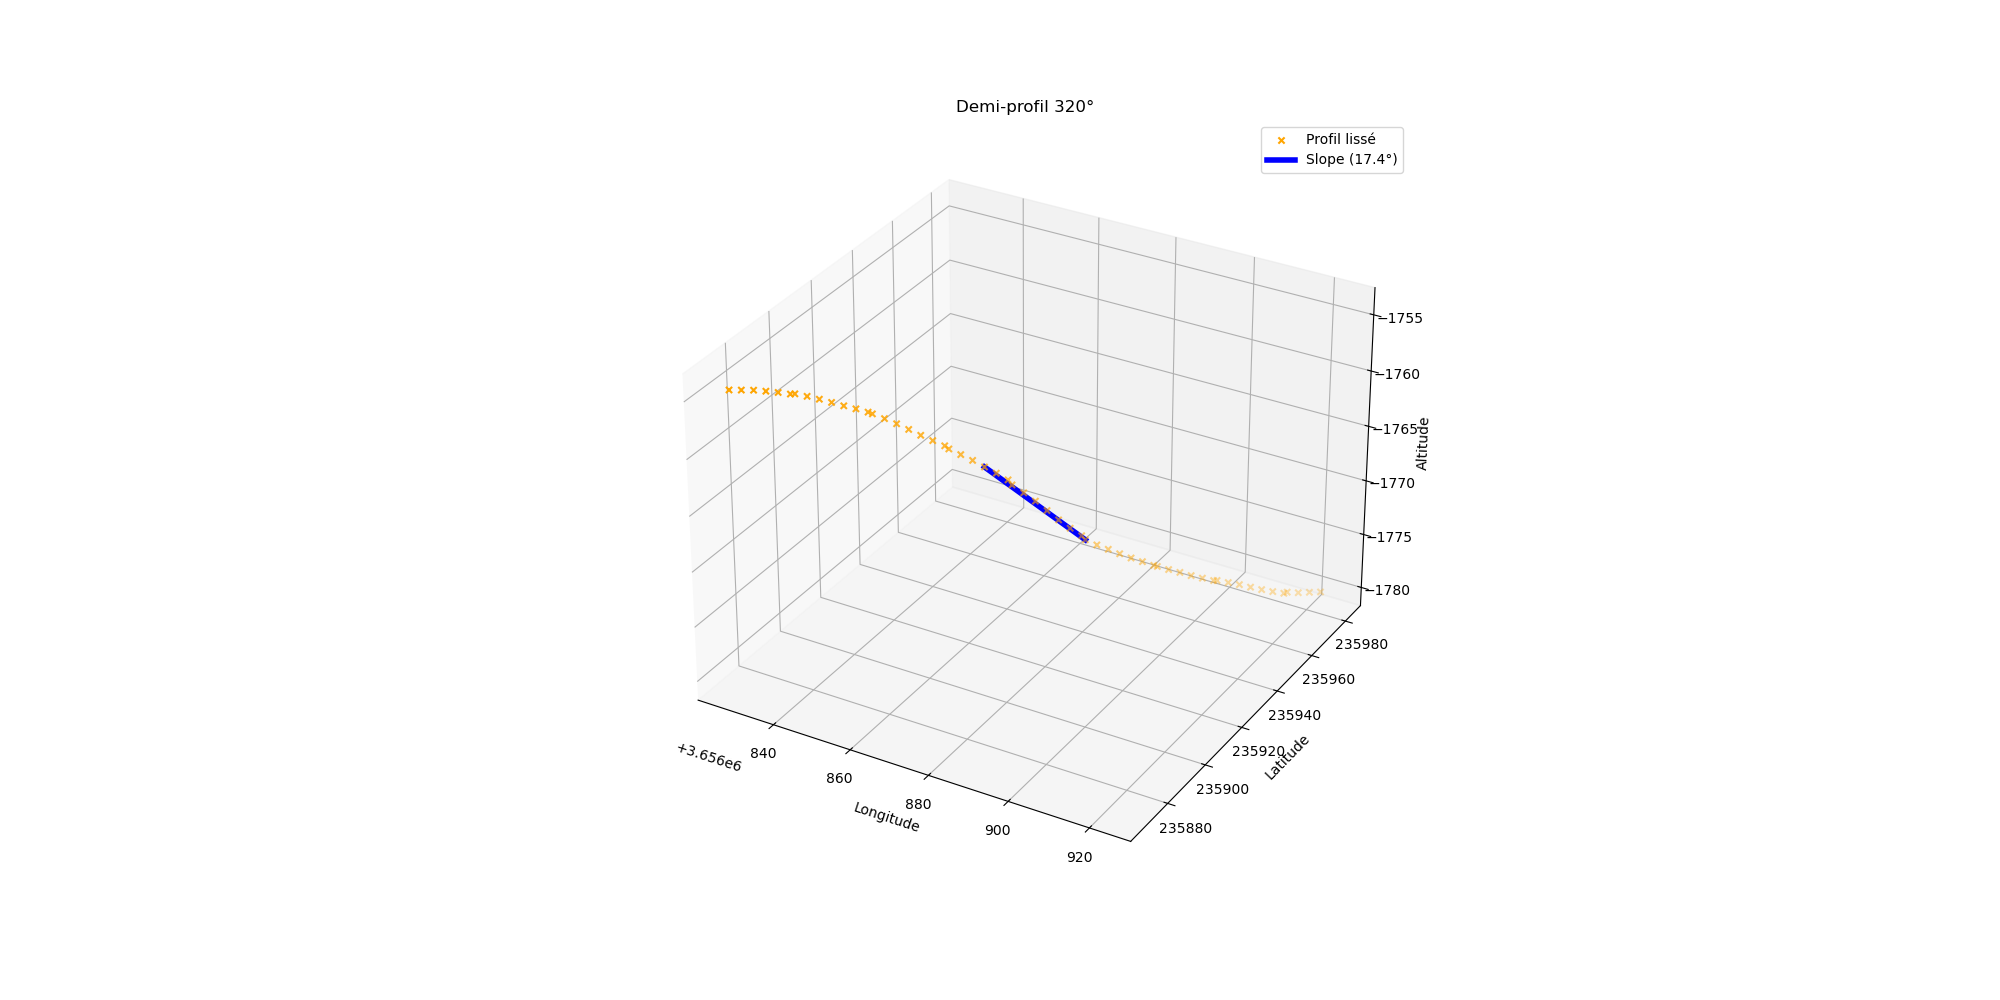 Demi-profil 320°
Profil lissé
Slope (17.4°)
−1755
−1760
−1765
−1770
−1775
−1780
Altitude
235980
235960
235940
235920
235900
235880
Latitude
+3.656e6
840
860
880
900
920
Longitude